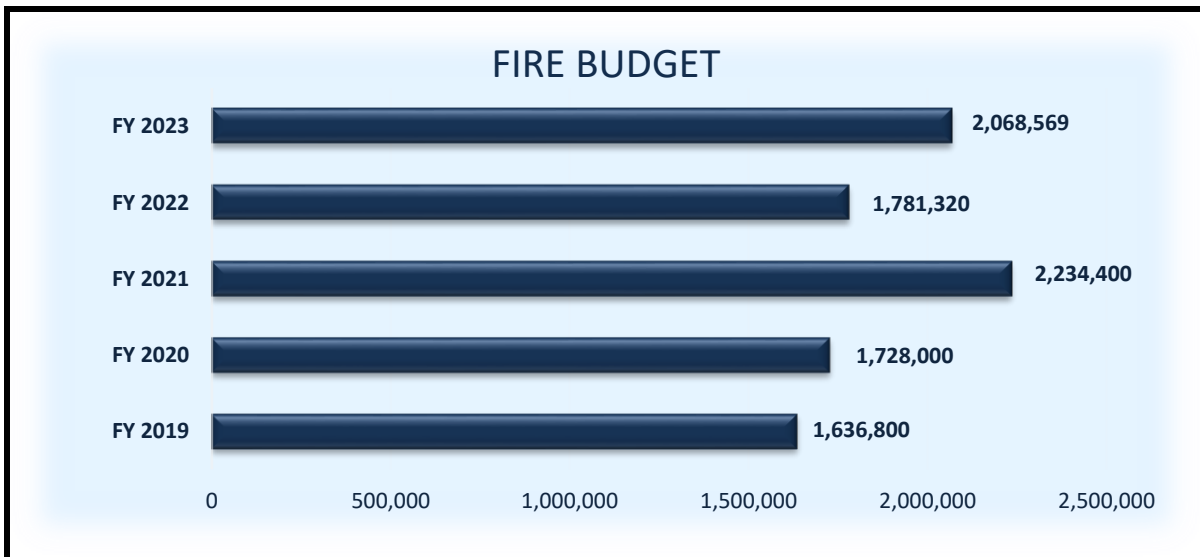 FIRE BUDGET
FY 2023 2,068,569
FY 2022 1,781,320
FY 2021 2,234,400
FY 2020 1,728,000
FY 2019 1,636,800
0 500,000 1,000,000 1,500,000 2,000,000 2,500,000